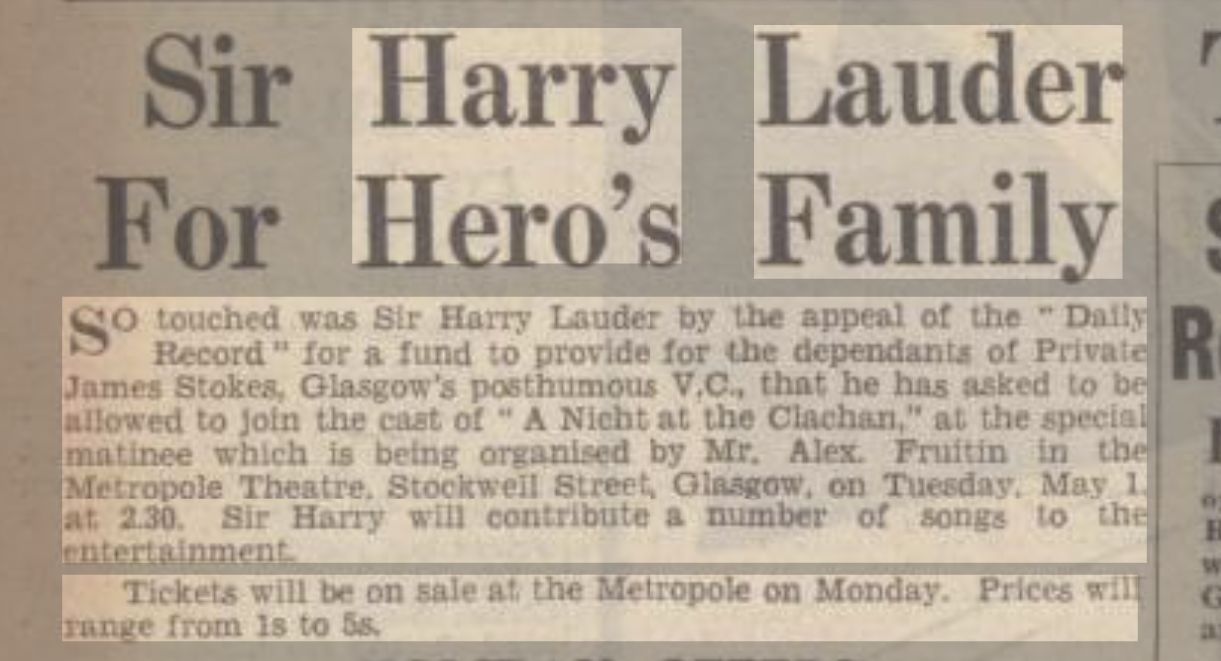 Sir Harry Lauder
For Hero's Family
SO touched was Sir Harry Lauder by the appeal of the "Daily
Record" for a fund to provide for the dependants of Private
James Stokes, Glasgow's posthumous V.C., that he has asked to be
allowed to join the cast of "A Nicht at the Clachan," at the special
matinee which is being organised by Mr. Alex. Fruitin in the
Metropole Theatre, Stockwell Street, Glasgow, on Tuesday, May 1,
at 2.30. Sir Harry will contribute a number of songs to the
entertainment.
Tickets will be on sale at the Metropole on Monday. Prices will
range from 1s to 5s.